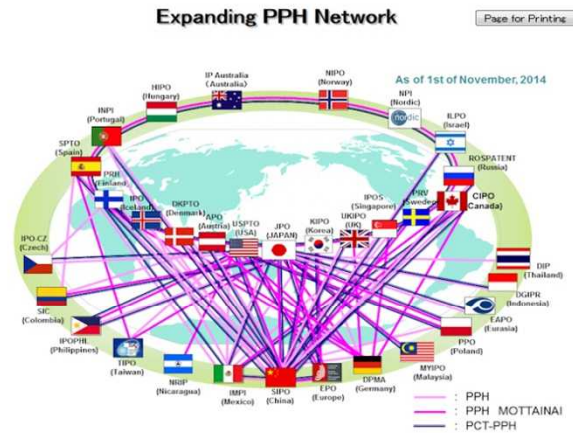 Expanding PPH Network
Page for Printing
As of 1st of November, 2014
HIPO
(Hungary)
IP Australia
(Australia)
NIPO
(Norway)
NPI
(Nordic)
nordic
ILPO
(Israel)
INPI
(Portugal)
SPTO
(Spain)
ROSPATENT
(Russia)
PRH
(Finland)
IPO
(Iceland)
DKPTO
(Denmark)
APO
(Austria)
USPTO
(USA)
JPO
(JAPAN)
KIPO
(Korea)
UKIPO
(UK)
IPOS
(Singapore)
PRV
(Sweden)
CIPO
(Canada)
IPO-CZ
(Czech)
DIP
(Thailand)
SIC
(Colombia)
DGIPR
(Indonesia)
IPOPHL
(Philippines)
EAPO
(Eurasia)
TIPO
(Taiwan)
PPO
(Poland)
NRIP
(Nicaragua)
MYIPO
(Malaysia)
IMPI
(Mexico)
SIPO
(China)
EPO
(Europe)
DPMA
(Germany)
: PPH
: PPH MOTTAINAI
: PCT-PPH